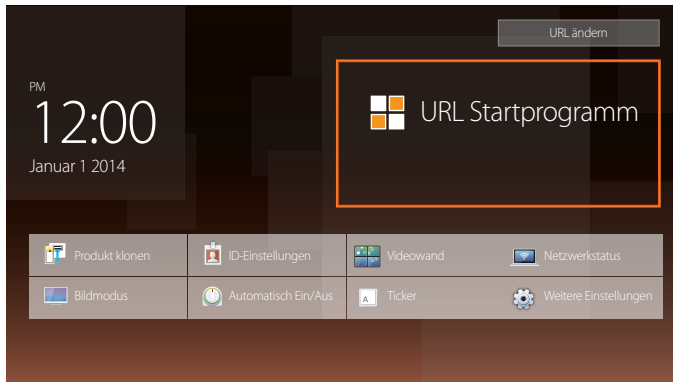 URL ändern
PM
12:00
Januar 1 2014
URL Startprogramm
Produkt klonen
ID-Einstellungen
Videowand
Netzwerkstatus
Bildmodus
Automatisch Ein/Aus
A
Ticker
Weitere Einstellungen